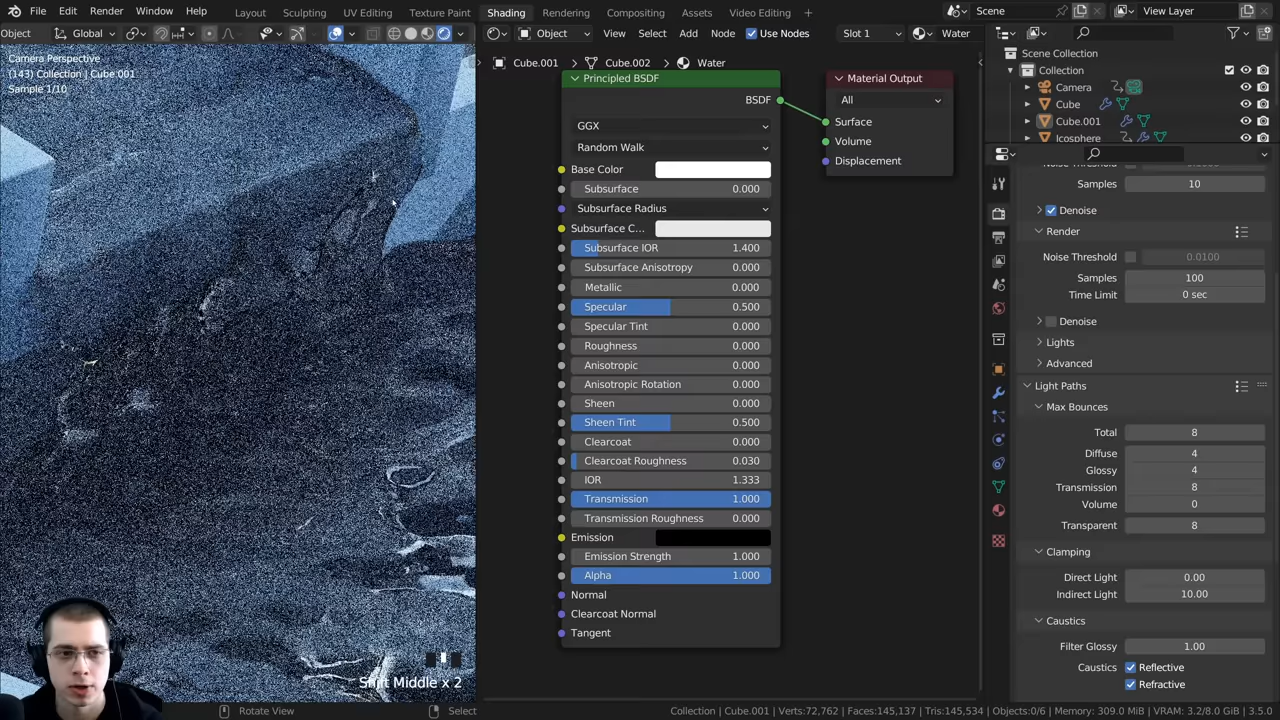 File Edit Render Window Help Layout Sculpting UV Editing Texture Paint Shading Rendering Compositing Assets Video Editing + Scene View Layer
Object Global Object View Select Add Node Use Nodes Slot 1 Water
Camera Perspective
(143) Collection | Cube.001
Sample 1/10
Cube.001 > Cube.002 > Water
Principled BSDF
BSDF
GGX
Random Walk
Base Color
Subsurface 0.000
Subsurface Radius
Subsurface C...
Subsurface IOR 1.400
Subsurface Anisotropy 0.000
Metallic 0.000
Specular 0.500
Specular Tint 0.000
Roughness 0.000
Anisotropic 0.000
Anisotropic Rotation 0.000
Sheen 0.000
Sheen Tint 0.500
Clearcoat 0.000
Clearcoat Roughness 0.030
IOR 1.333
Transmission 1.000
Transmission Roughness 0.000
Emission
Emission Strength 1.000
Alpha 1.000
Normal
Clearcoat Normal
Tangent
Material Output
All
Surface
Volume
Displacement
Scene Collection
Collection
Camera
Cube
Cube.001
Icosphere
Noise Threshold
Samples 10
Denoise
Render
Noise Threshold 0.0100
Samples 100
Time Limit 0 sec
Denoise
Lights
Advanced
Light Paths
Max Bounces
Total 8
Diffuse 4
Glossy 4
Transmission 8
Volume 0
Transparent 8
Clamping
Direct Light 0.00
Indirect Light 10.00
Caustics
Filter Glossy 1.00
Caustics Reflective
Refractive
Shift Middle x 2
Rotate View Select Collection | Cube.001 | Verts:72,762 | Faces:145,137 | Tris:145,534 | Objects:0/6 | Memory: 309.0 MiB | VRAM: 3.2/8.0 GiB | 3.5.0